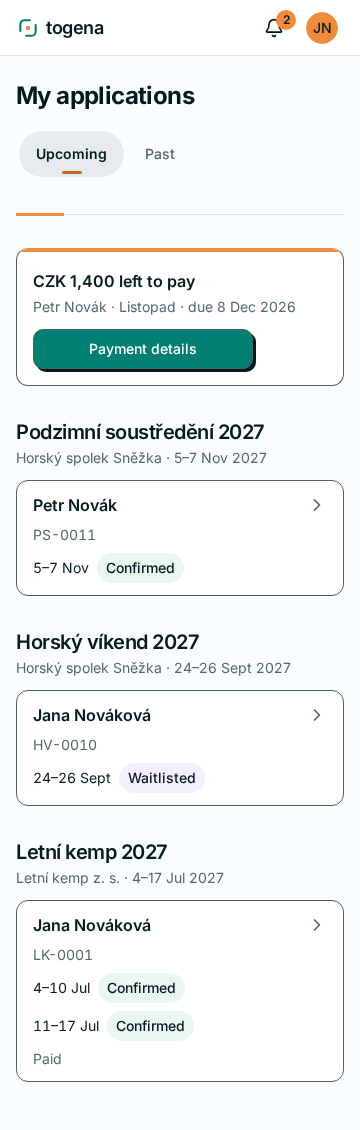 togena
2
JN
My applications
Upcoming
Past
CZK 1,400 left to pay
Petr Novák · Listopad · due 8 Dec 2026
Payment details
Podzimní soustředění 2027
Horský spolek Sněžka · 5–7 Nov 2027
Petr Novák
PS-0011
5–7 Nov Confirmed
Horský víkend 2027
Horský spolek Sněžka · 24–26 Sept 2027
Jana Nováková
HV-0010
24–26 Sept Waitlisted
Letní kemp 2027
Letní kemp z. s. · 4–17 Jul 2027
Jana Nováková
LK-0001
4–10 Jul Confirmed
11–17 Jul Confirmed
Paid